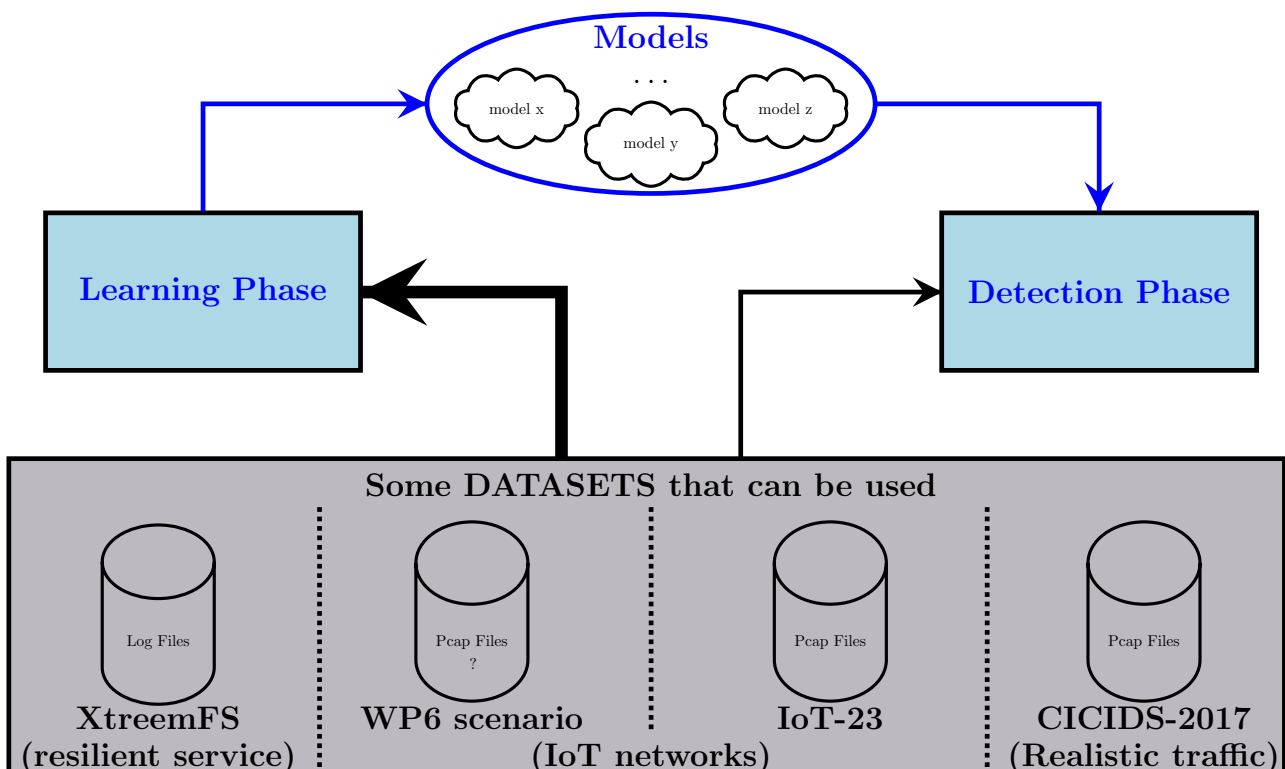 Models
. . .
model x
model z
model y
Learning Phase
Detection Phase
Some DATASETS that can be used
Log Files
Pcap Files
?
Pcap Files
Pcap Files
XtreemFS
WP6 scenario
IoT-23
CICIDS-2017
(resilient service)
(IoT networks)
(Realistic traffic)